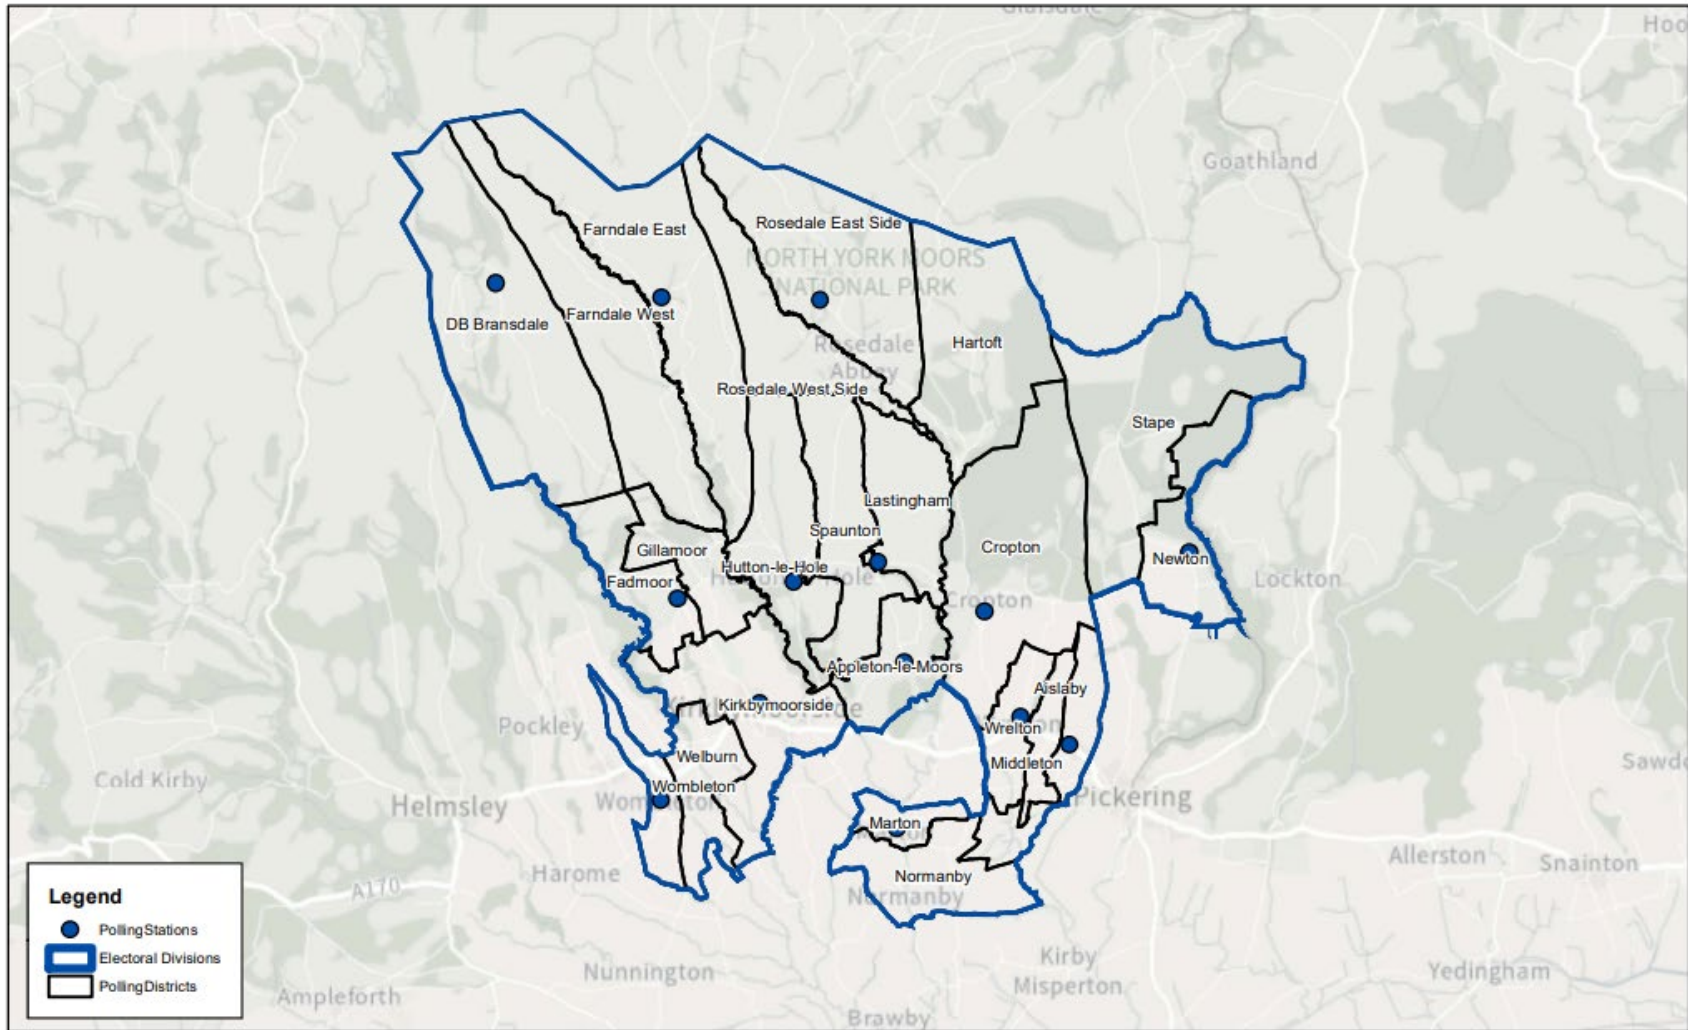 Glaisdale
Goathland
Farndale East
Rosedale East Side
NORTH YORK MOORS
NATIONAL PARK
DB Bransdale
Farndale West
Rosedale
Abbey
Hartoft
Rosedale West Side
Stape
Lastingham
Spaunton
Gillamoor
Cropton
Newton
Hutton-le-Hole
Fadmoor
Lockton
Cropton
Appleton-le-Moors
Aislaby
Kirkbymoorside
Kirkbymoorside
Pockley
Wrelton
Welburn
Middleton
Cold Kirby
Helmsley
Wombleton
Wombleton
Pickering
Marton
Allerston
Snainton
Harome
Normanby
Normanby
A170
Legend
PollingStations
Electoral Divisions
PollingDistricts
Nunnington
Kirby
Misperton
Yedingham
Ampleforth
Brawby